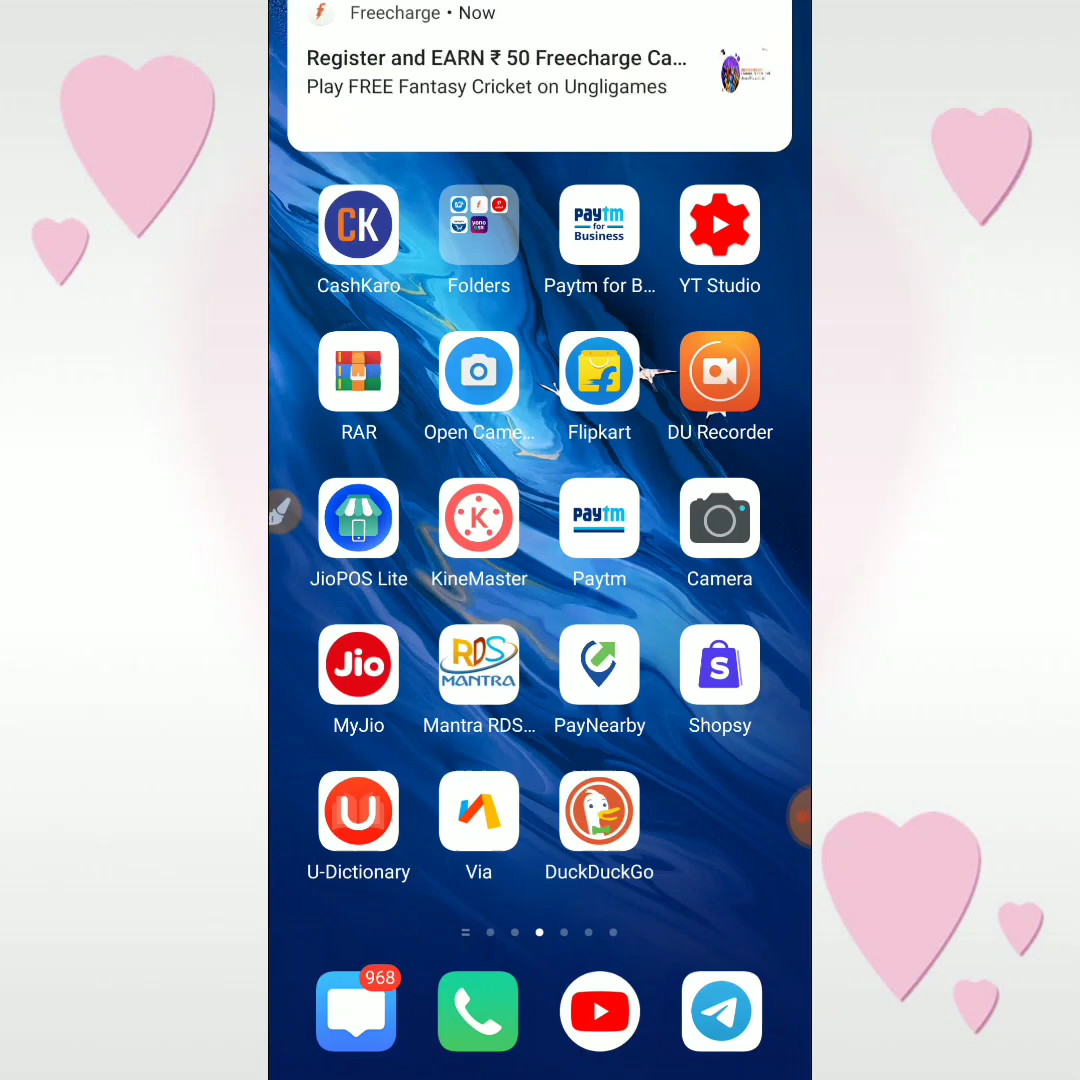 Freecharge • Now
Register and EARN ₹ 50 Freecharge Ca...
Play FREE Fantasy Cricket on Ungligames
CK
yono
paytm
for
Business
CashKaro
Folders
Paytm for B...
YT Studio
RAR
Open Came...
Flipkart
DU Recorder
K
paytm
JioPOS Lite
KineMaster
Paytm
Camera
Jio
RDS
MANTRA
S
MyJio
Mantra RDS...
PayNearby
Shopsy
U
U-Dictionary
Via
DuckDuckGo
968